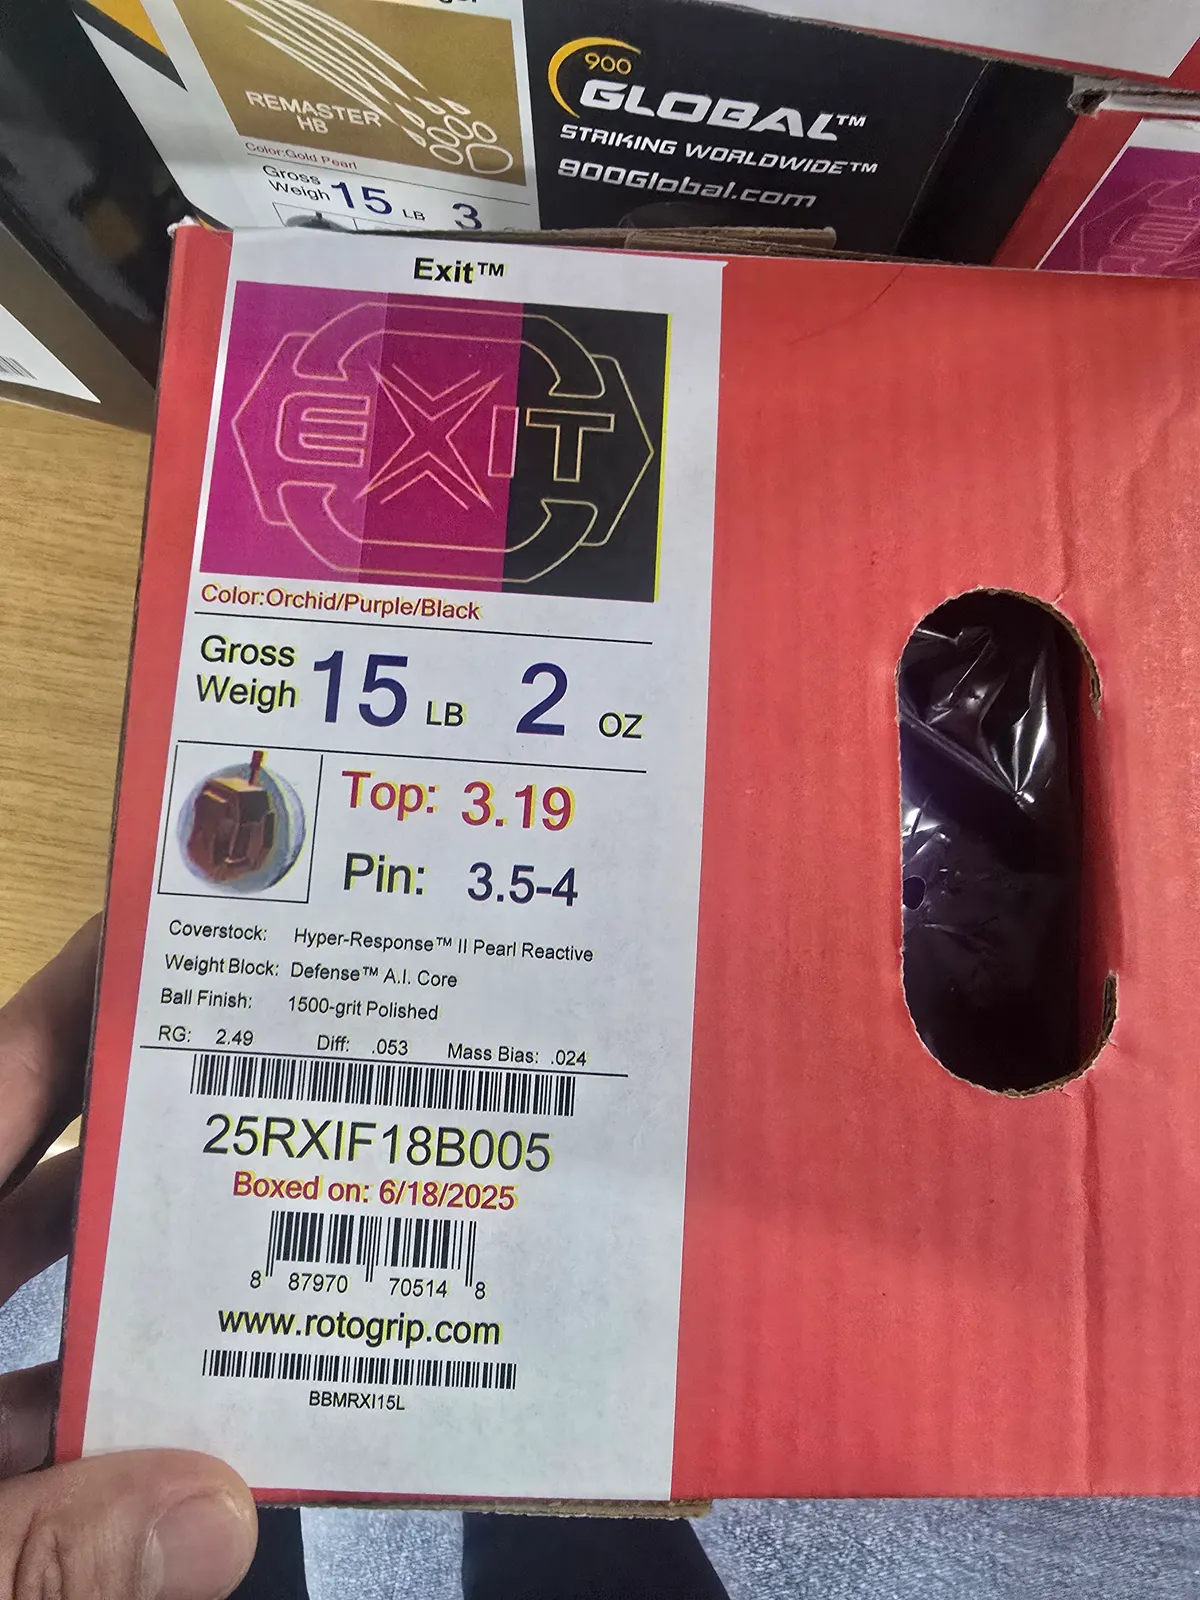 REMASTER
HB
Color:Gold Pearl
Gross
Weigh 15 LB 3
900
GLOBAL™
STRIKING WORLDWIDE™
900Global.com
Exit™
EXIT
Color:Orchid/Purple/Black
Gross
Weigh 15 LB 2 OZ
Top: 3.19
Pin: 3.5-4
Coverstock: Hyper-Response™ II Pearl Reactive
Weight Block: Defense™ A.I. Core
Ball Finish: 1500-grit Polished
RG: 2.49 Diff: .053 Mass Bias: .024
25RXIF18B005
Boxed on: 6/18/2025
8 87970 70514 8
www.rotogrip.com
BBMRXI15L